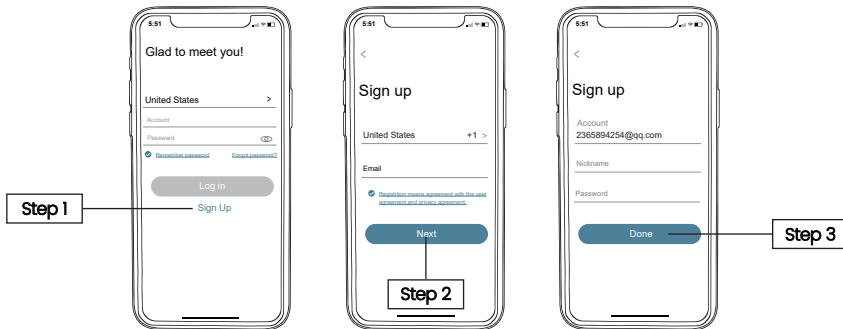 5:51
Glad to meet you!
United States >
Account
Passward
Remember password Forgot password?
Log in
Sign Up
Step 1
5:51
<
Sign up
United States +1 >
Email
Registrtion means agreement with the user
agreement and privacy agreement.
Next
Step 2
5:51
<
Sign up
Account
2365894254@qq.com
Nickname
Password
Done
Step 3